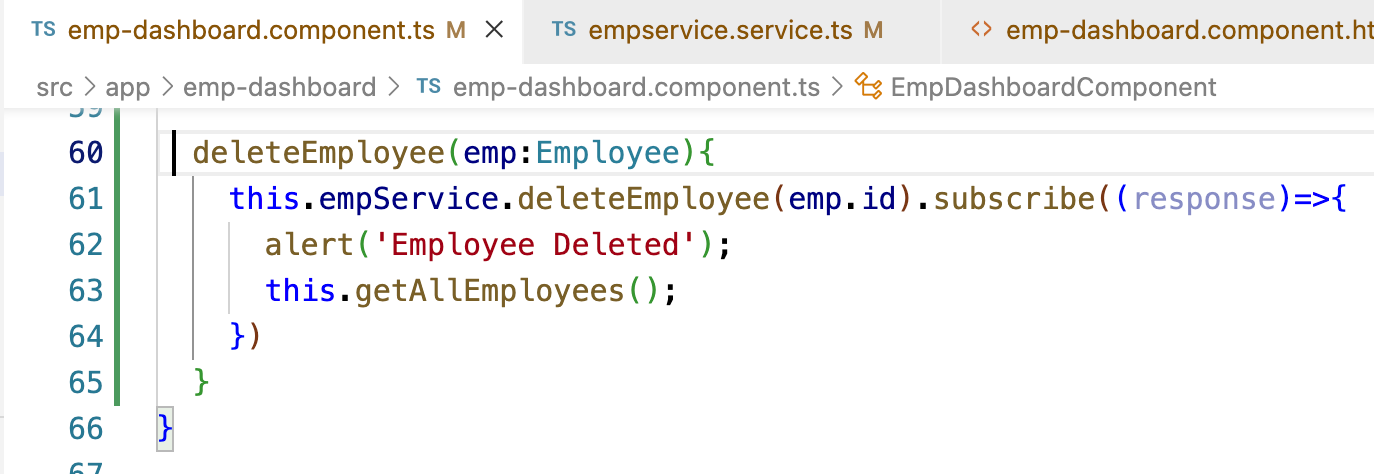 TS emp-dashboard.component.ts M × TS empservice.service.ts M <> emp-dashboard.component.ht
src > app > emp-dashboard > TS emp-dashboard.component.ts > EmpDashboardComponent
59
60 deleteEmployee(emp:Employee){
61 this.empService.deleteEmployee(emp.id).subscribe((response)=>{
62 alert('Employee Deleted');
63 this.getAllEmployees();
64 })
65 }
66 }
67